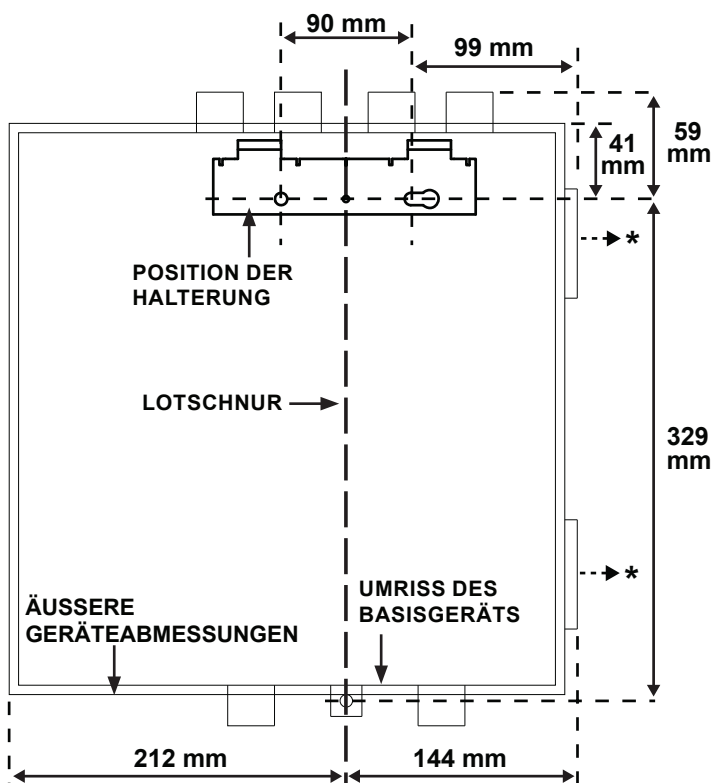 90 mm
99 mm
59
mm
41
mm
*
POSITION DER
HALTERUNG
LOTSCHNUR
329
mm
*
UMRISS DES
BASISGERÄTS
ÄUSSERE
GERÄTEABMESSUNGEN
212 mm
144 mm